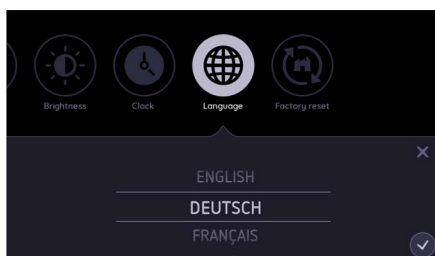 Brightness
Clock
Language
Factory reset
ENGLISH
DEUTSCH
FRANÇAIS